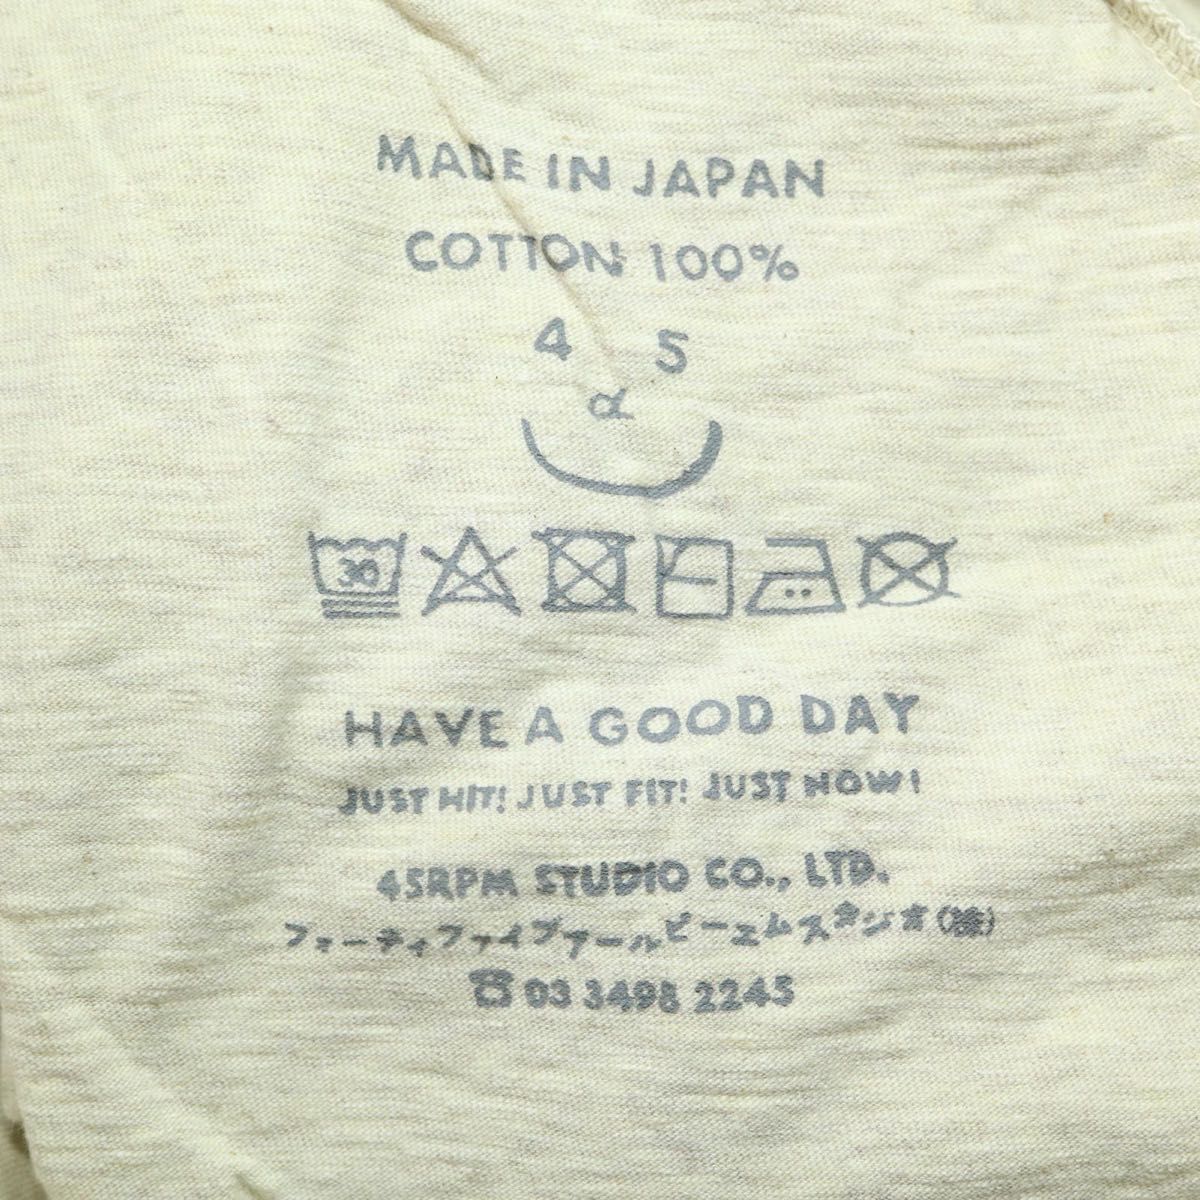 MADE IN JAPAN
COTTON 100%
4 5
α
30
HAVE A GOOD DAY
JUST HIT! JUST FIT! JUST NOW!
45RPM STUDIO CO., LTD.
フォーティファイブアールピーエムスタジオ(株)
☎ 03 3498 2245